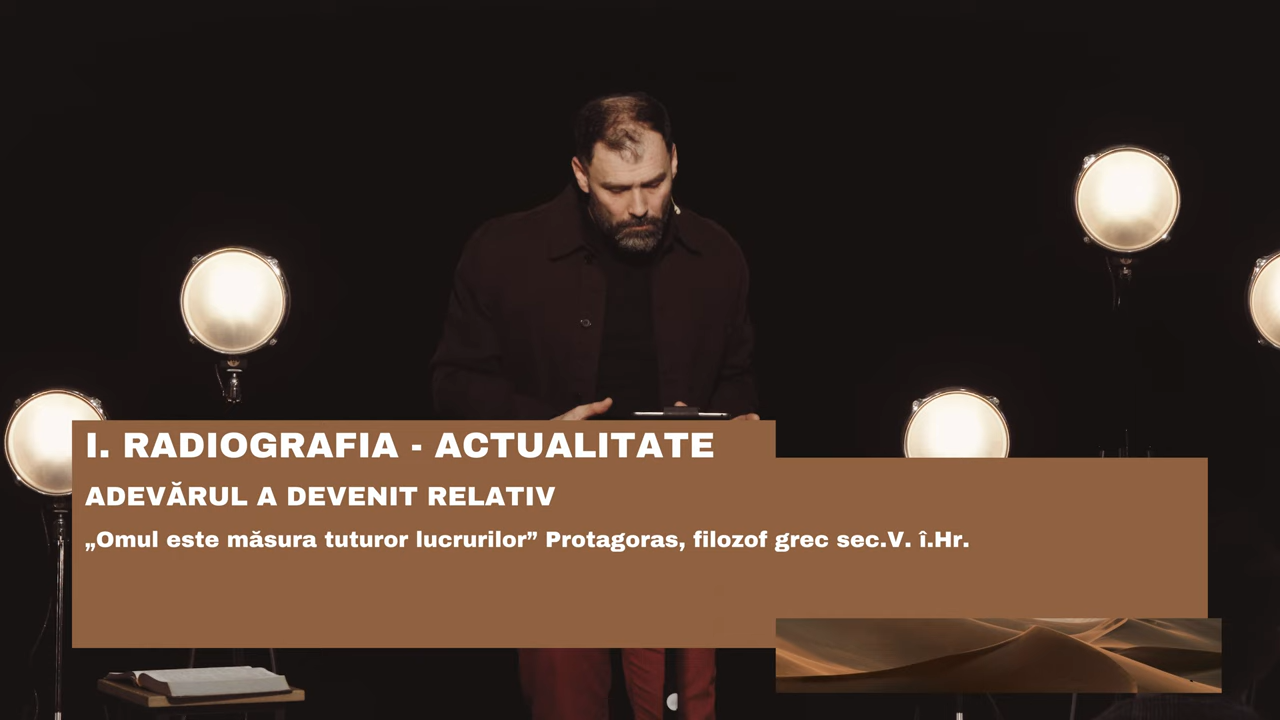 I. RADIOGRAFIA - ACTUALITATE
ADEVĂRUL A DEVENIT RELATIV
„Omul este măsura tuturor lucrurilor” Protagoras, filozof grec sec.V. î.Hr.